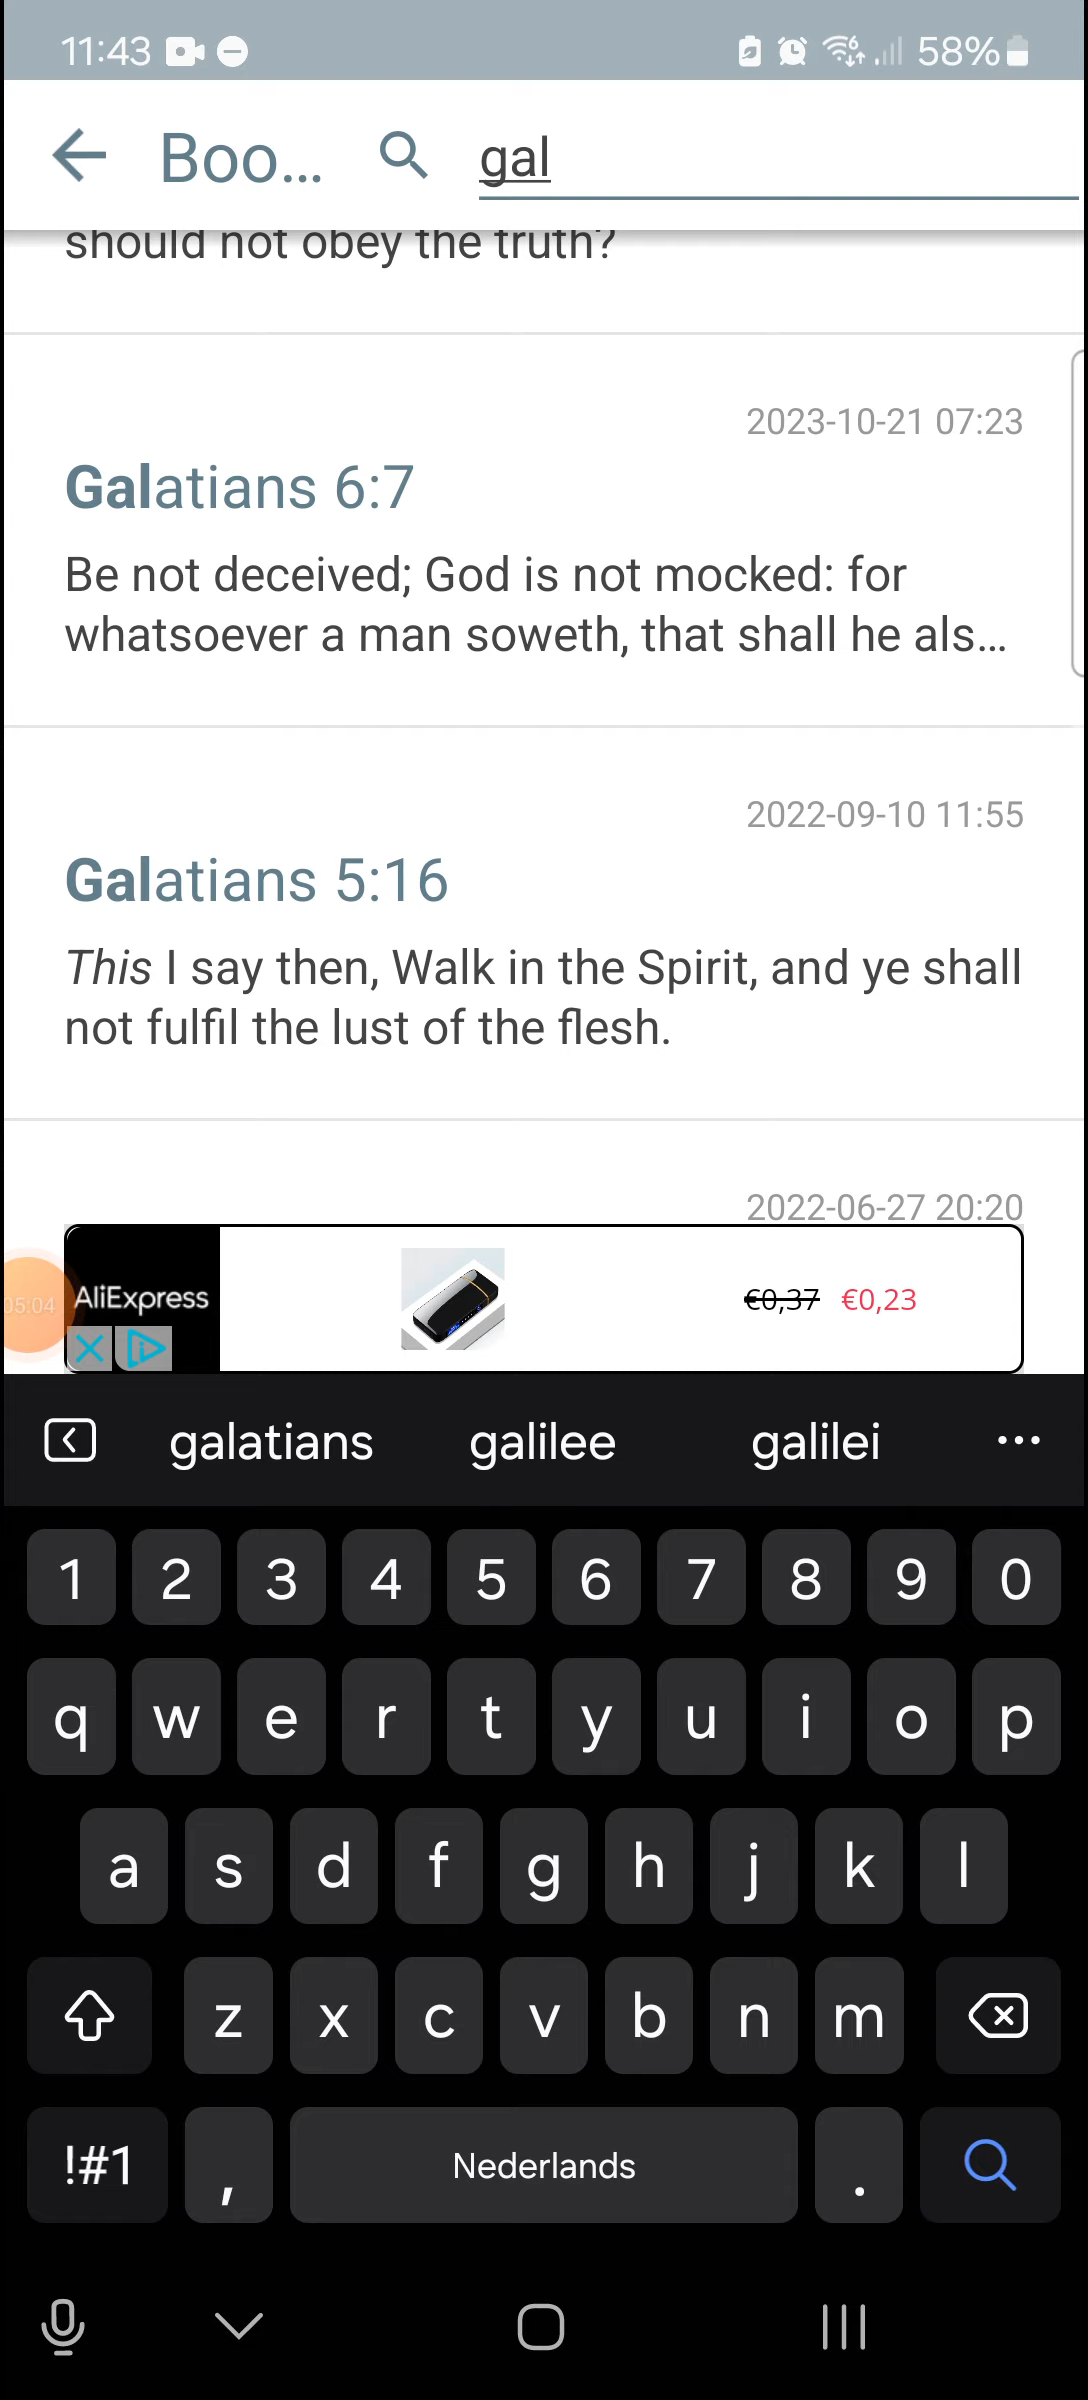 11:43
58%
Boo... gal
should not obey the truth?
2023-10-21 07:23
Galatians 6:7
Be not deceived; God is not mocked: for
whatsoever a man soweth, that shall he als...
2022-09-10 11:55
Galatians 5:16
This I say then, Walk in the Spirit, and ye shall
not fulfil the lust of the flesh.
2022-06-27 20:20
05:04
AliExpress
€0,37 €0,23
galatians galilee galilei ...
1 2 3 4 5 6 7 8 9 0
q w e r t y u i o p
a s d f g h j k l
z x c v b n m
!#1 , Nederlands .